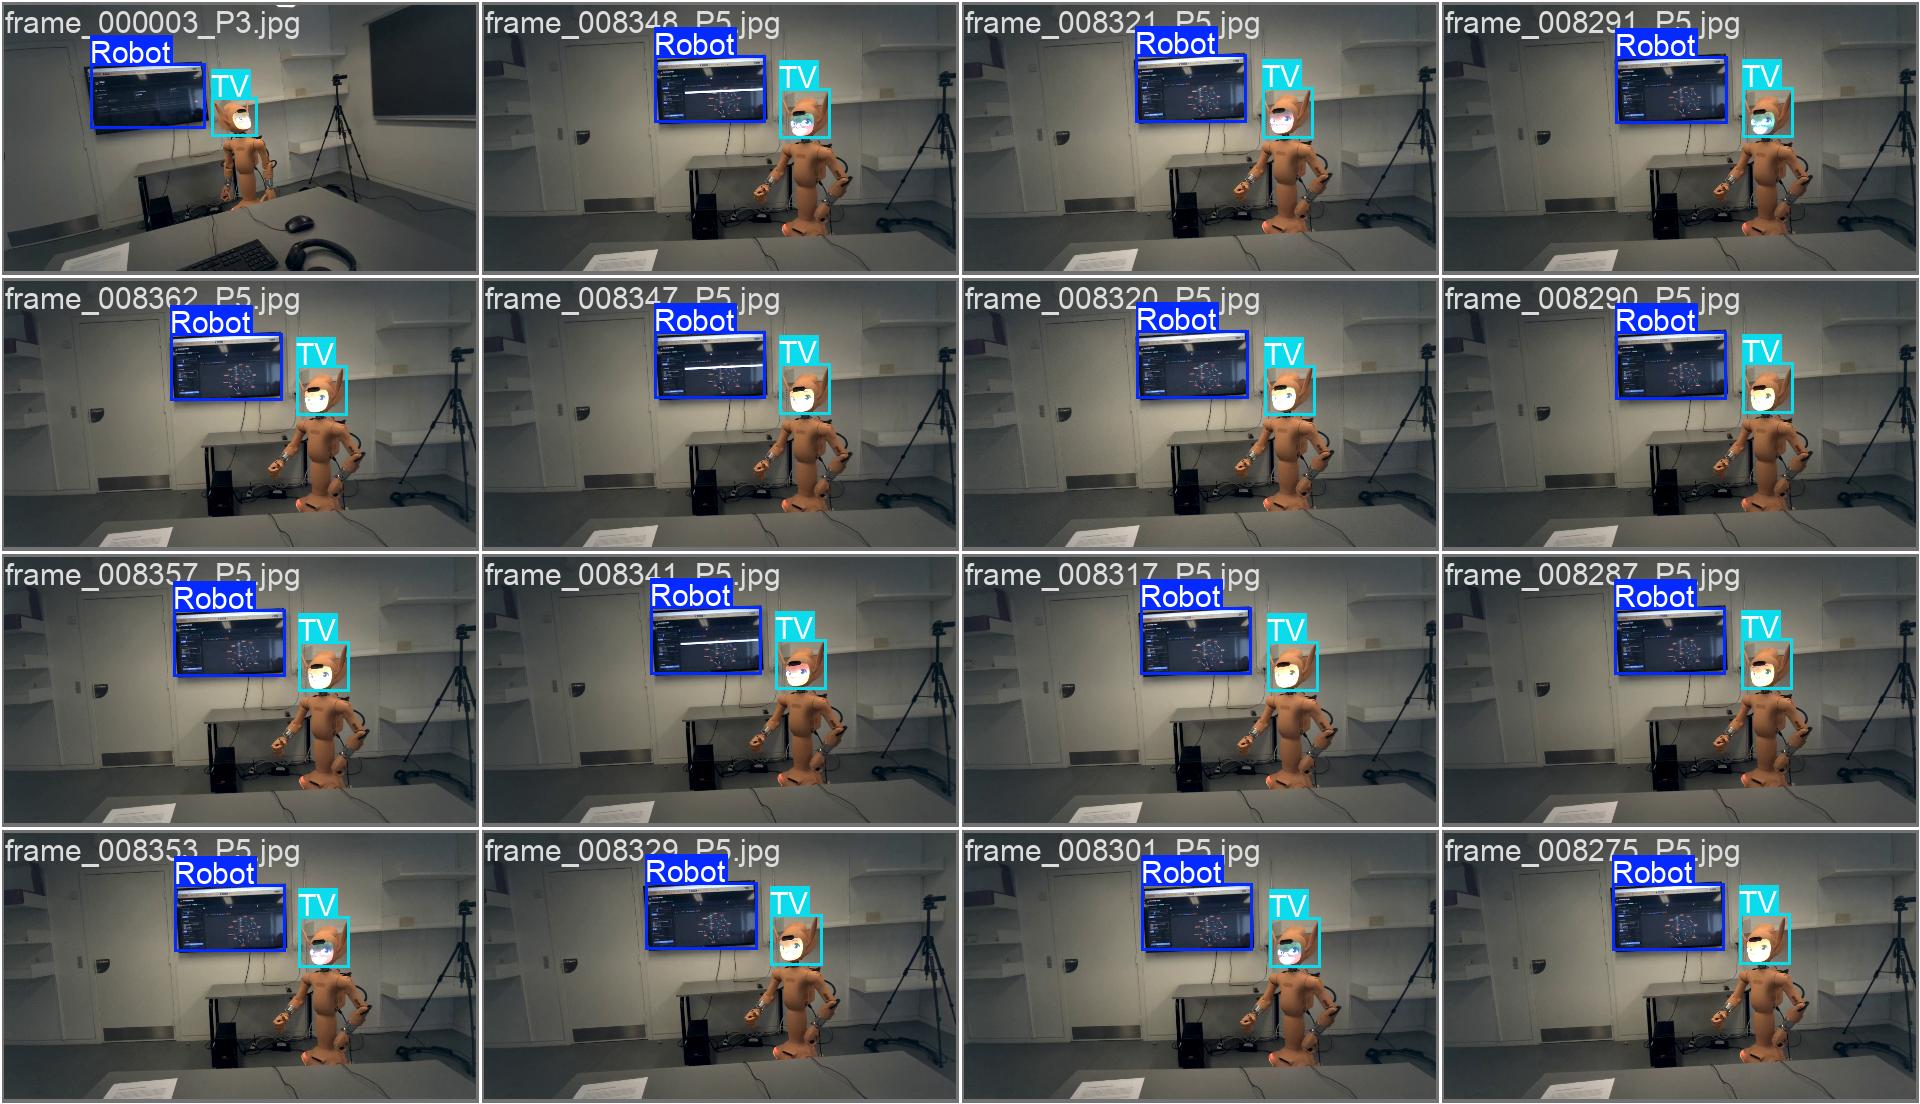 frame_000003_P3.jpg
Robot
TV
frame_008348_P5.jpg
Robot
TV
frame_008321_P5.jpg
Robot
TV
frame_008291_P5.jpg
Robot
TV
frame_008362_P5.jpg
Robot
TV
frame_008347_P5.jpg
Robot
TV
frame_008320_P5.jpg
Robot
TV
frame_008290_P5.jpg
Robot
TV
frame_008357_P5.jpg
Robot
TV
frame_008341_P5.jpg
Robot
TV
frame_008317_P5.jpg
Robot
TV
frame_008287_P5.jpg
Robot
TV
frame_008353_P5.jpg
Robot
TV
frame_008329_P5.jpg
Robot
TV
frame_008301_P5.jpg
Robot
TV
frame_008275_P5.jpg
Robot
TV